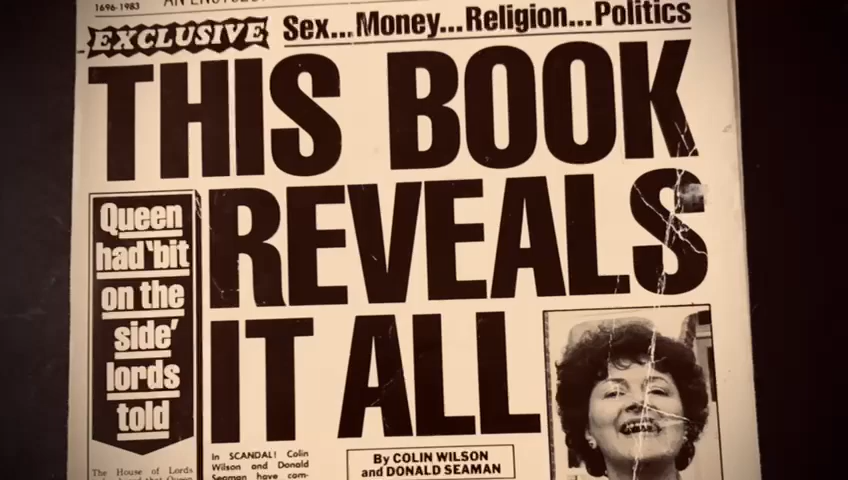 1696-1983
EXCLUSIVE
Sex...Money...Religion...Politics
THIS BOOK
REVEALS
IT ALL
Queen
had 'bit
on the
side'
lords
told
The House of Lords
In SCANDAL! Colin
Wilson and Donald
Seaman have com-
By COLIN WILSON
and DONALD SEAMAN